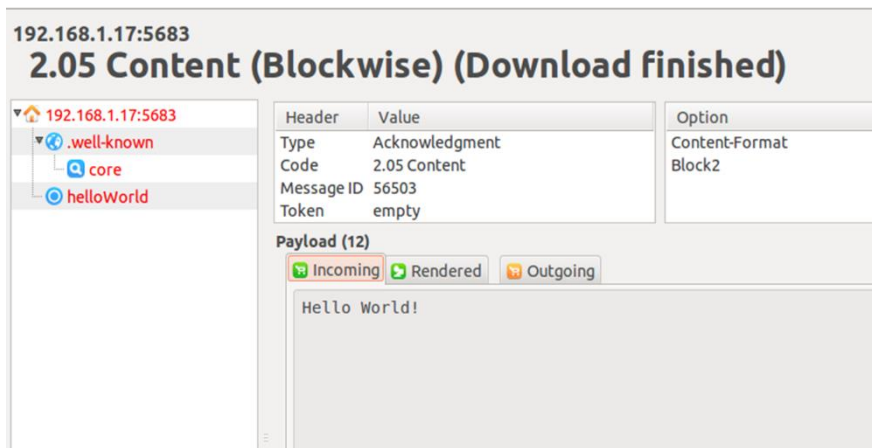 192.168.1.17:5683
2.05 Content (Blockwise) (Download finished)
192.168.1.17:5683
.well-known
core
helloWorld
Header Value
Type Acknowledgment
Code 2.05 Content
Message ID 56503
Token empty
Option
Content-Format
Block2
Payload (12)
Incoming Rendered Outgoing
Hello World!